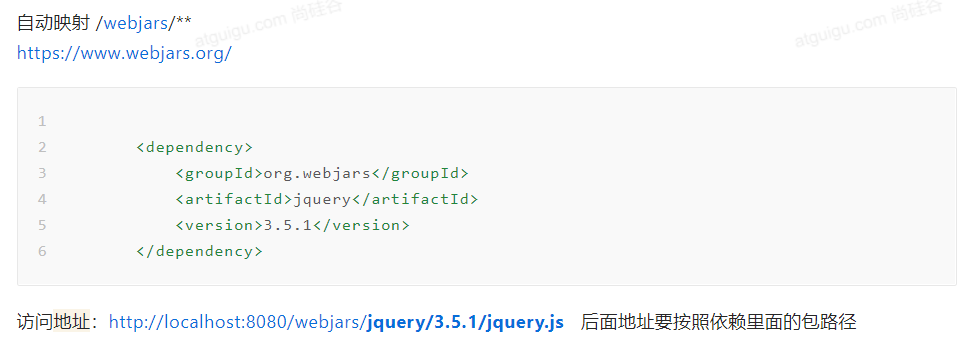 自动映射 /webjars/**
https://www.webjars.org/
atguigu.com 尚硅谷
atguigu.com 尚硅谷
1
2 <dependency>
3 <groupId>org.webjars</groupId>
4 <artifactId>jquery</artifactId>
5 <version>3.5.1</version>
6 </dependency>
访问地址：http://localhost:8080/webjars/jquery/3.5.1/jquery.js 后面地址要按照依赖里面的包路径